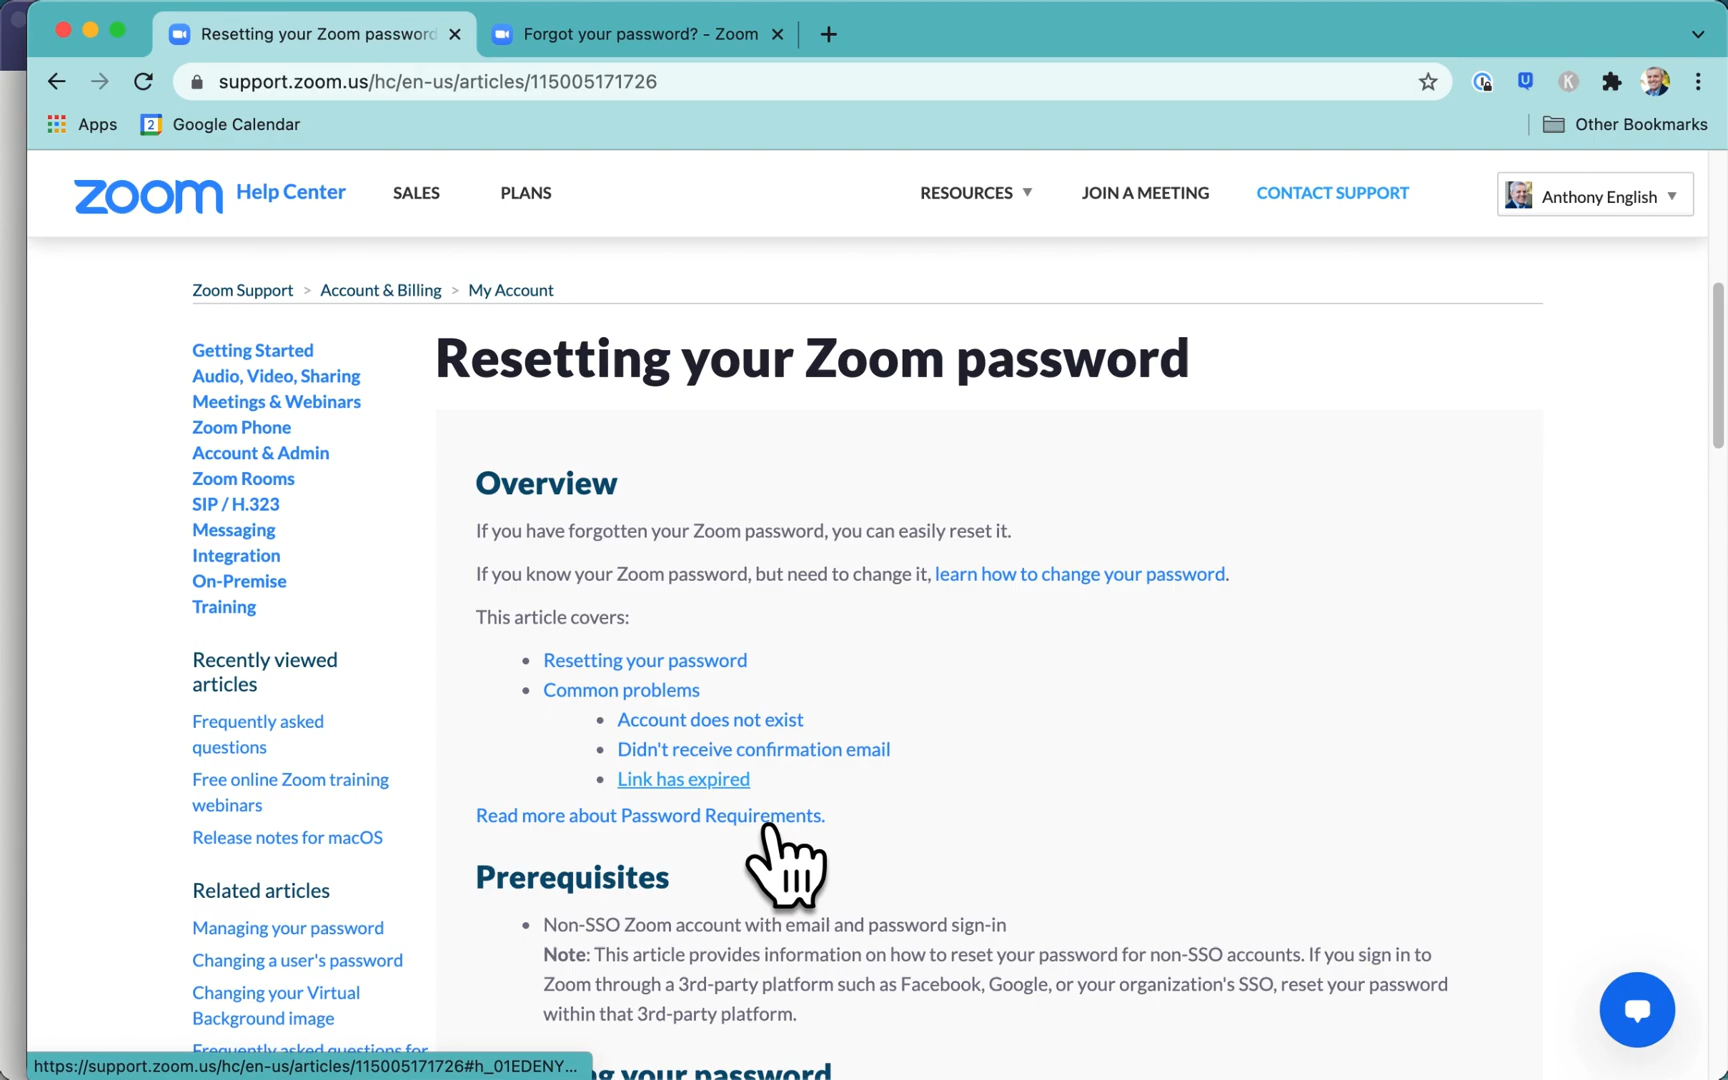 Resetting your Zoom password
Forgot your password? - Zoom
support.zoom.us/hc/en-us/articles/115005171726
Apps
2
Google Calendar
Other Bookmarks
zoom Help Center
SALES
PLANS
RESOURCES
JOIN A MEETING
CONTACT SUPPORT
Anthony English
Zoom Support > Account & Billing > My Account
Getting Started
Audio, Video, Sharing
Meetings & Webinars
Zoom Phone
Account & Admin
Zoom Rooms
SIP / H.323
Messaging
Integration
On-Premise
Training
Recently viewed
articles
Frequently asked
questions
Free online Zoom training
webinars
Release notes for macOS
Related articles
Managing your password
Changing a user's password
Changing your Virtual
Background image
Frequently asked questions for
Resetting your Zoom password
Overview
If you have forgotten your Zoom password, you can easily reset it.
If you know your Zoom password, but need to change it, learn how to change your password.
This article covers:
Resetting your password
Common problems
Account does not exist
Didn't receive confirmation email
Link has expired
Read more about Password Requirements.
Prerequisites
Non-SSO Zoom account with email and password sign-in
Note: This article provides information on how to reset your password for non-SSO accounts. If you sign in to
Zoom through a 3rd-party platform such as Facebook, Google, or your organization's SSO, reset your password
within that 3rd-party platform.
your password
https://support.zoom.us/hc/en-us/articles/115005171726#h_01EDENY...